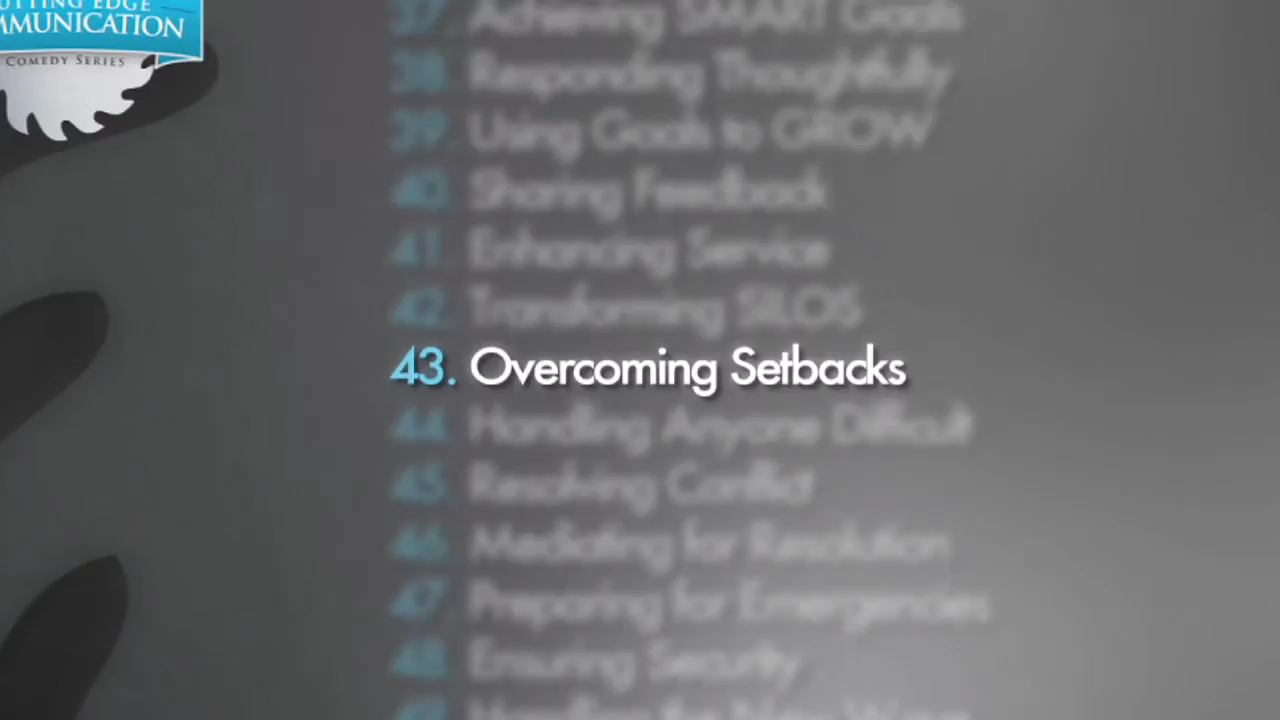 UTTING EDGE
MMUNICATION
COMEDY SERIES
37. Achieving SMART Goals
38. Responding Thoughtfully
39. Using Goals to GROW
40. Sharing Feedback
41. Enhancing Service
42. Transforming SILOS
43. Overcoming Setbacks
44. Handling Anyone Difficult
45. Resolving Conflict
46. Mediating for Resolution
47. Preparing for Emergencies
48. Ensuring Security